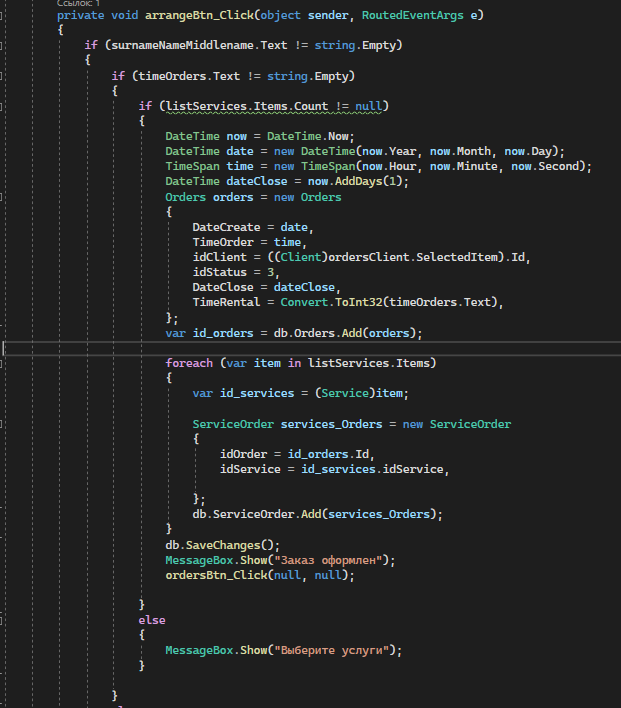 Ссылок: 1
private void arrangeBtn_Click(object sender, RoutedEventArgs e)
{
if (surnameNameMiddlename.Text != string.Empty)
{
if (timeOrders.Text != string.Empty)
{
if (listServices.Items.Count != null)
{
DateTime now = DateTime.Now;
DateTime date = new DateTime(now.Year, now.Month, now.Day);
TimeSpan time = new TimeSpan(now.Hour, now.Minute, now.Second);
DateTime dateClose = now.AddDays(1);
Orders orders = new Orders
{
DateCreate = date,
TimeOrder = time,
idClient = ((Client)ordersClient.SelectedItem).Id,
idStatus = 3,
DateClose = dateClose,
TimeRental = Convert.ToInt32(timeOrders.Text),
};
var id_orders = db.Orders.Add(orders);
foreach (var item in listServices.Items)
{
var id_services = (Service)item;
ServiceOrder services_Orders = new ServiceOrder
{
idOrder = id_orders.Id,
idService = id_services.idService,
};
db.ServiceOrder.Add(services_Orders);
}
db.SaveChanges();
MessageBox.Show("Заказ оформлен");
ordersBtn_Click(null, null);
}
else
{
MessageBox.Show("Выберите услуги");
}
}